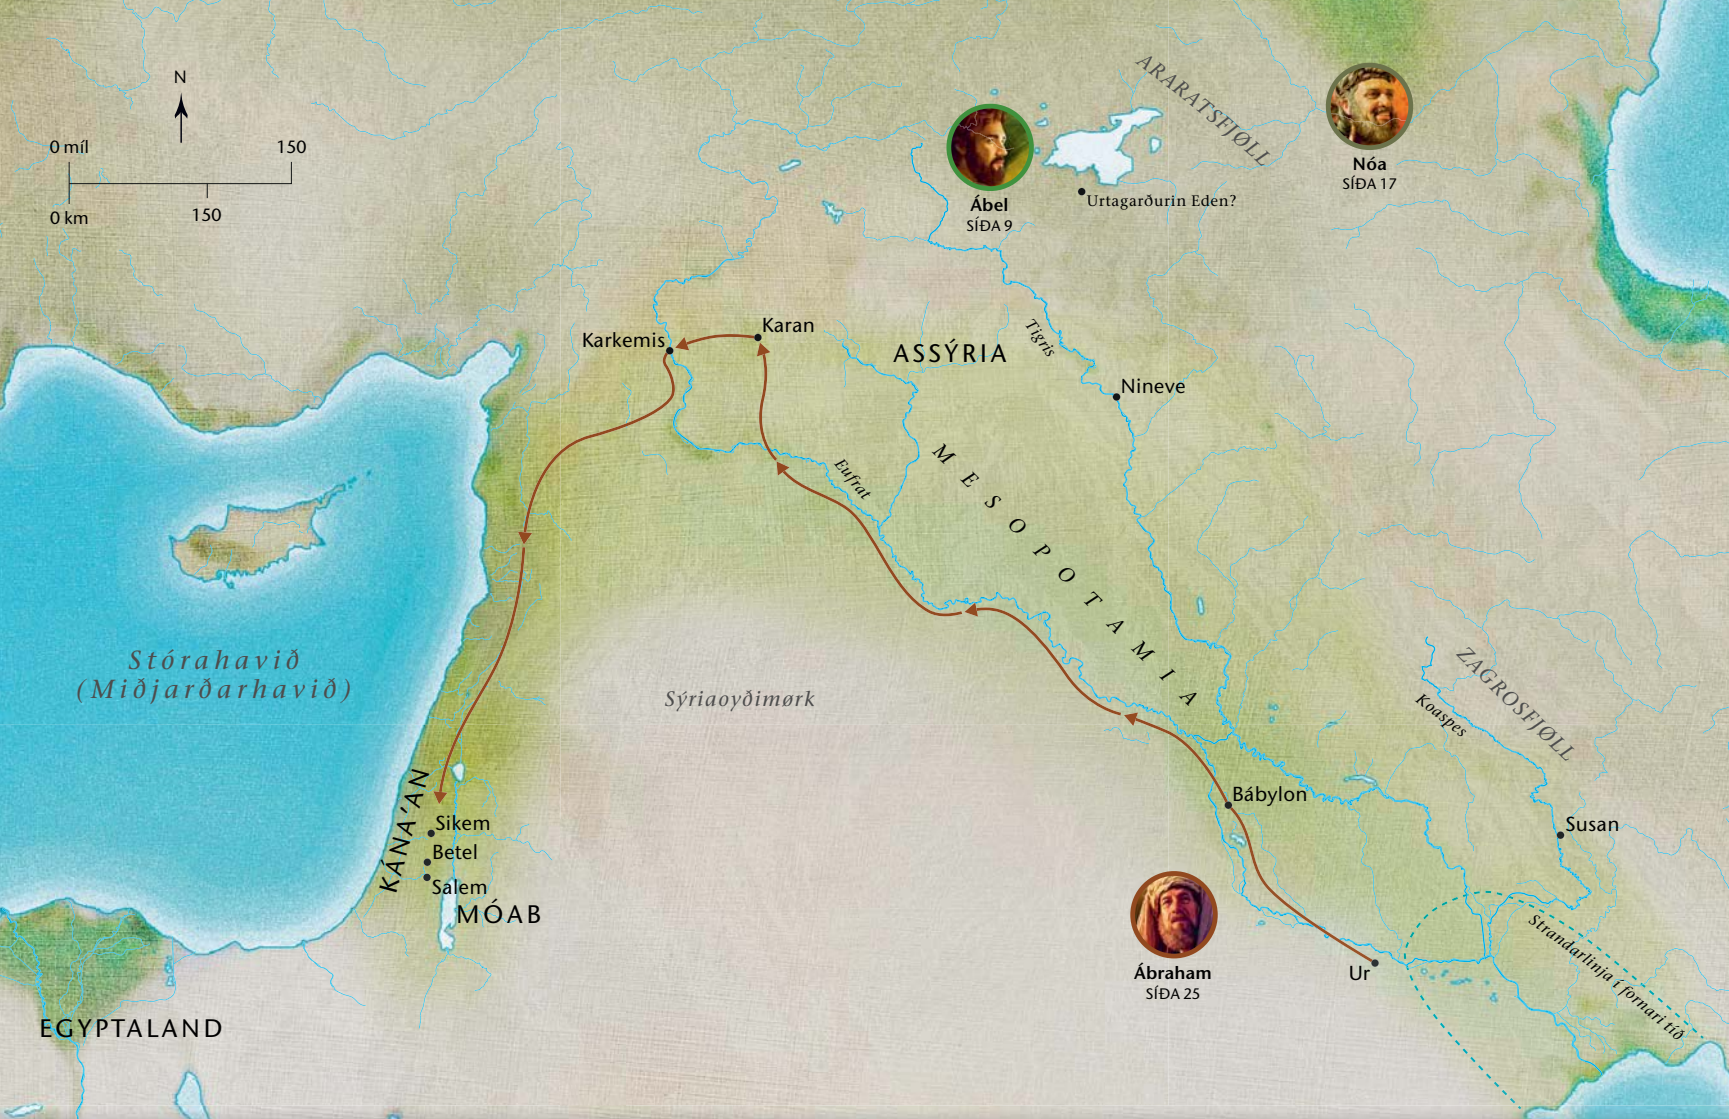 N
0 míl 150
0 km 150
ARARATSFJØLL
Nóa
SÍÐA 17
Ábel
SÍÐA 9
Urtagarðurin Eden?
Karkemis
Karan
ASSÝRIA
Tigris
Nineve
Eufrat
MESOPOTAMIA
Stórahavið
(Miðjarðarhavið)
Sýriaoyðimørk
ZAGROSFJØLL
Koaspes
KÁNA'AN
Sikem
Betel
Salem
MÓAB
Bábylon
Susan
Ábraham
SÍÐA 25
Ur
Strandarlinja í fornari tíð
EGYPTALAND